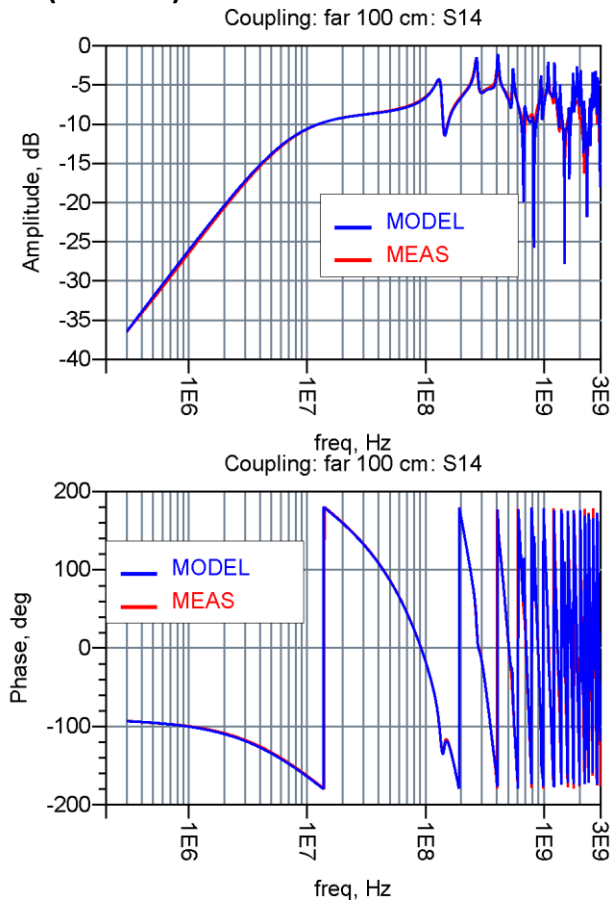 Coupling: far 100 cm: S14
0
-5
-10
-15
-20
-25
-30
-35
-40
Amplitude, dB
MODEL
MEAS
1E6
1E7
1E8
1E9
3E9
freq, Hz
Coupling: far 100 cm: S14
200
100
0
-100
-200
Phase, deg
MODEL
MEAS
1E6
1E7
1E8
1E9
3E9
freq, Hz